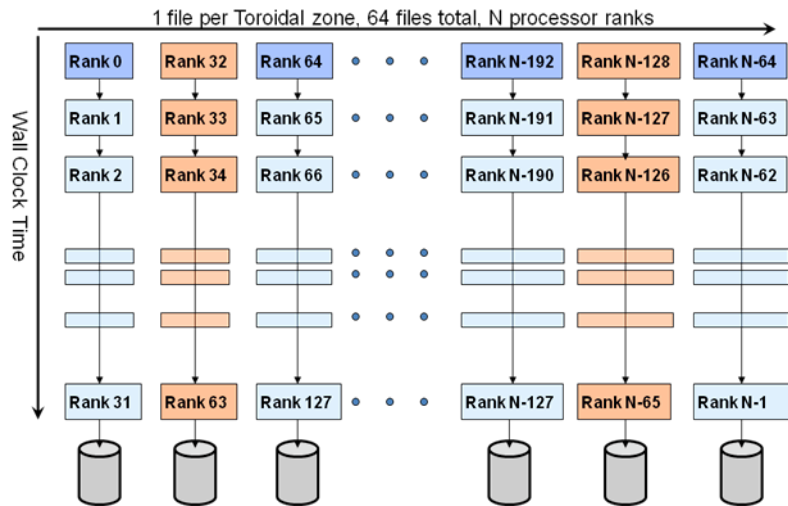 1 file per Toroidal zone, 64 files total, N processor ranks
Wall Clock Time
Rank 0 Rank 32 Rank 64 Rank N-192 Rank N-128 Rank N-64
Rank 1 Rank 33 Rank 65 Rank N-191 Rank N-127 Rank N-63
Rank 2 Rank 34 Rank 66 Rank N-190 Rank N-126 Rank N-62
Rank 31 Rank 63 Rank 127 Rank N-127 Rank N-65 Rank N-1